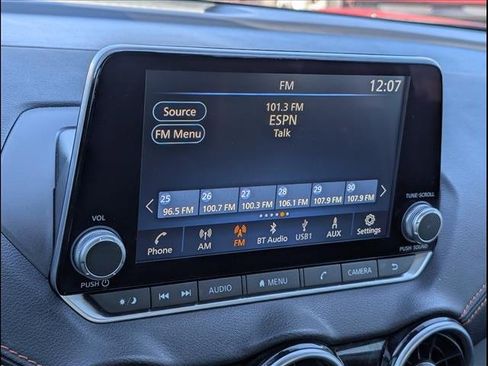 FM 12:07
Source
101.3 FM
ESPN
FM Menu
Talk
25 26 27 28 29 30
96.5 FM 100.7 FM 100.3 FM 106.1 FM 107.9 FM 107.9 FM
TUNE·SCROLL
VOL
Phone AM FM BT Audio USB1 AUX Settings
PUSH
PUSH SOUND
AUDIO MENU CAMERA